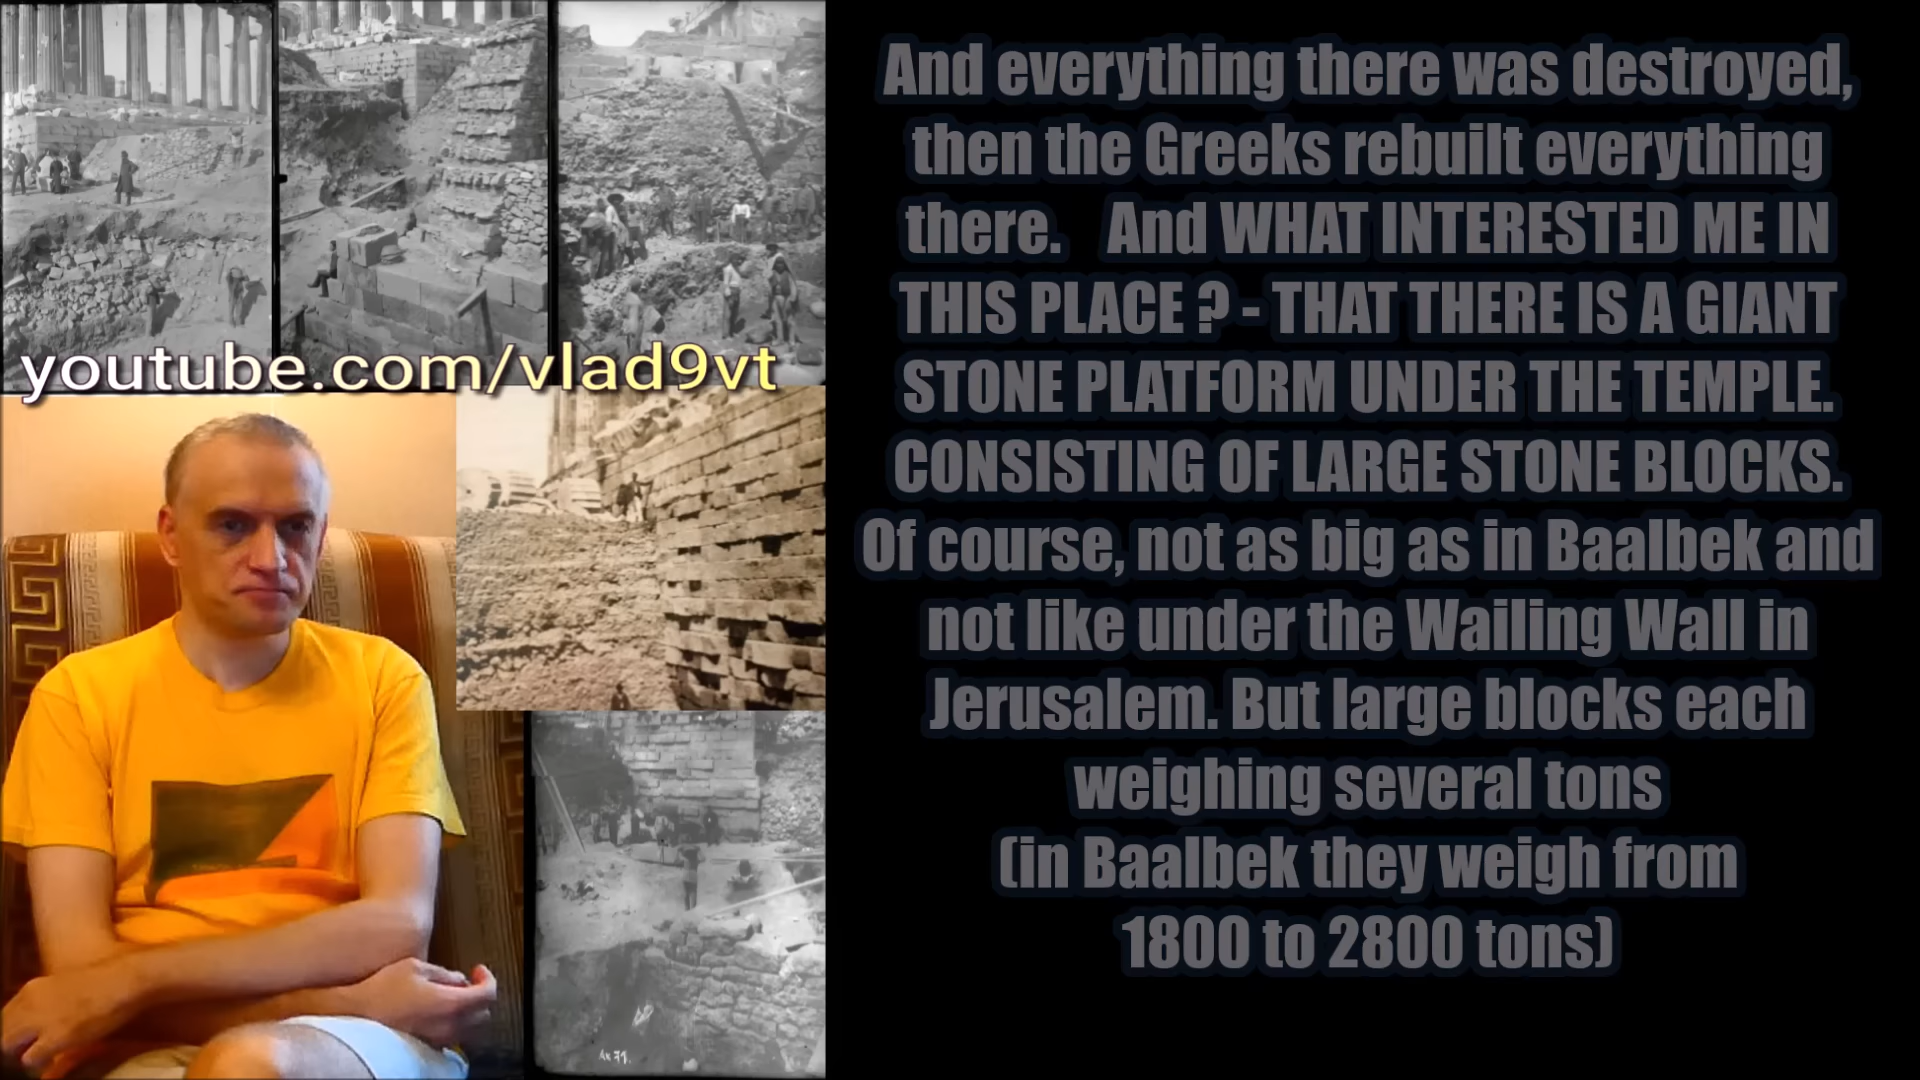 youtube.com/vlad9vt
And everything there was destroyed,
then the Greeks rebuilt everything
there. And WHAT INTERESTED ME IN
THIS PLACE ? - THAT THERE IS A GIANT
STONE PLATFORM UNDER THE TEMPLE.
CONSISTING OF LARGE STONE BLOCKS.
Of course, not as big as in Baalbek and
not like under the Wailing Wall in
Jerusalem. But large blocks each
weighing several tons
(in Baalbek they weigh from
1800 to 2800 tons)
Ak 71.